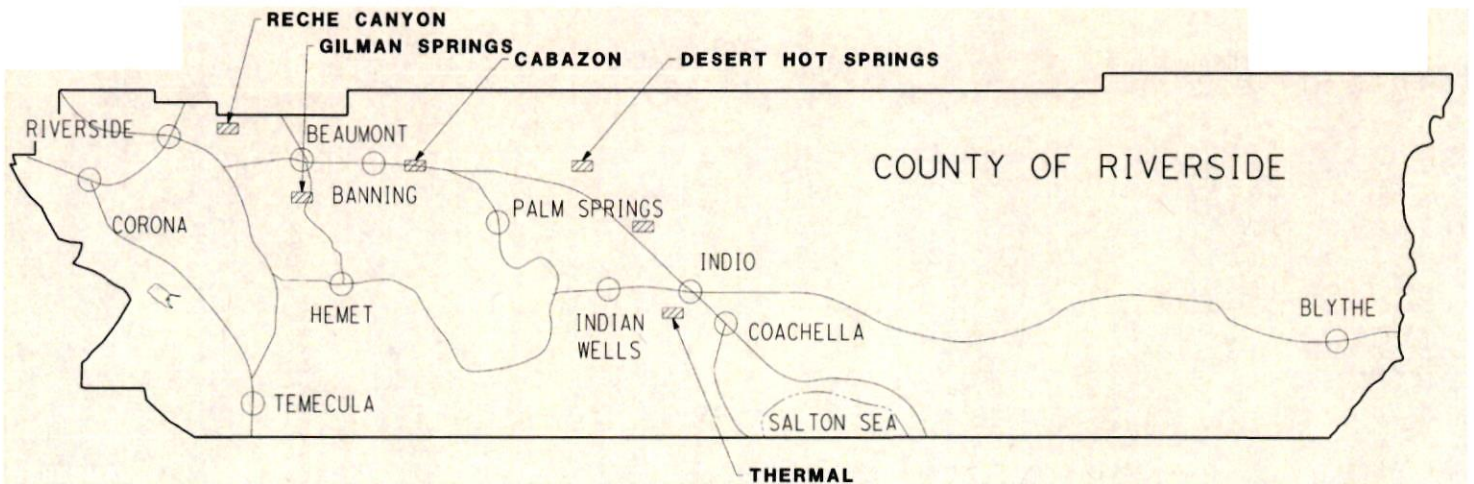 RECHE CANYON
GILMAN SPRINGS
CABAZON
DESERT HOT SPRINGS
RIVERSIDE
BEAUMONT
COUNTY OF RIVERSIDE
BANNING
PALM SPRINGS
CORONA
INDIO
HEMET
INDIAN
WELLS
COACHELLA
BLYTHE
TEMECULA
SALTON SEA
THERMAL